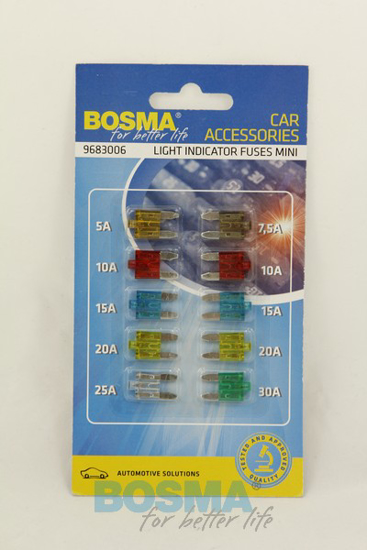 BOSMA®
for better life
CAR
ACCESSORIES
9683006
LIGHT INDICATOR FUSES MINI
5A
7,5A
10A
10A
15A
15A
20A
20A
25A
30A
TESTED AND APPROVED
QUALITY
AUTOMOTIVE SOLUTIONS
BOSMA
for better life